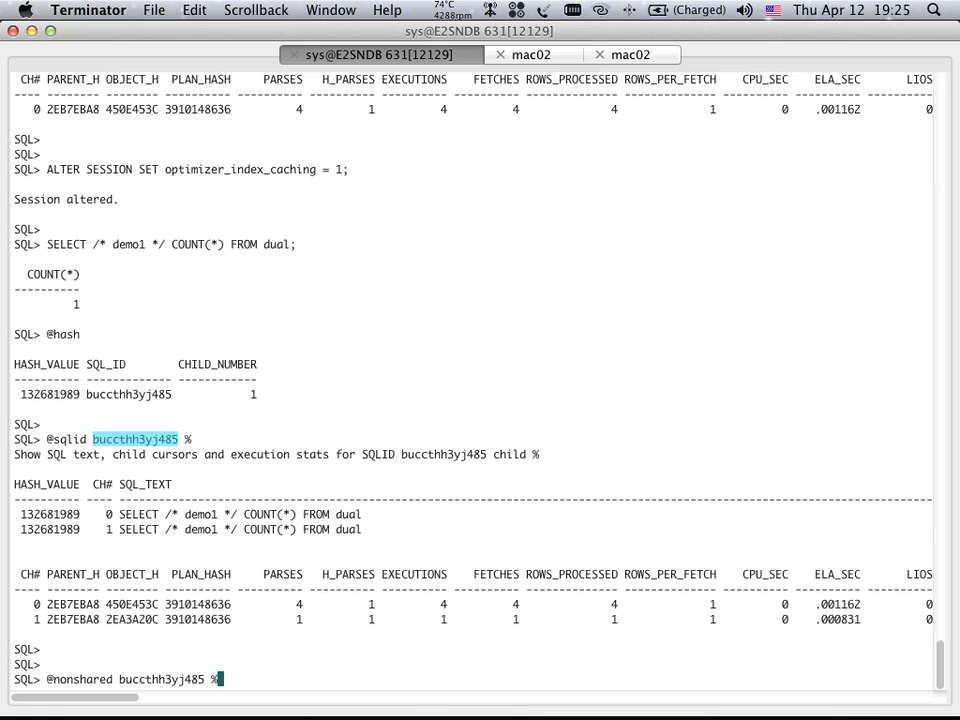 Terminator File Edit Scrollback Window Help 74°C 4288rpm (Charged) Thu Apr 12 19:25
sys@E2SNDB 631[12129]
sys@E2SNDB 631[12129] mac02 mac02
CH# PARENT_H OBJECT_H PLAN_HASH PARSES H_PARSES EXECUTIONS FETCHES ROWS_PROCESSED ROWS_PER_FETCH CPU_SEC ELA_SEC LIOS
---- -------- -------- ---------- ---------- ---------- ---------- ---------- -------------- -------------- ---------- ---------- ----------
0 2EB7EBA8 450E453C 3910148636 4 1 4 4 4 1 0 .001162 0
SQL>
SQL>
SQL> ALTER SESSION SET optimizer_index_caching = 1;
Session altered.
SQL>
SQL> SELECT /* demo1 */ COUNT(*) FROM dual;
COUNT(*)
----------
1
SQL> @hash
HASH_VALUE SQL_ID CHILD_NUMBER
---------- ------------- ------------
132681989 buccthh3yj485 1
SQL>
SQL> @sqlid buccthh3yj485 %
Show SQL text, child cursors and execution stats for SQLID buccthh3yj485 child %
HASH_VALUE CH# SQL_TEXT
---------- ---- ----------------------------------------------------------------------------------------------------------------------------
132681989 0 SELECT /* demo1 */ COUNT(*) FROM dual
132681989 1 SELECT /* demo1 */ COUNT(*) FROM dual
CH# PARENT_H OBJECT_H PLAN_HASH PARSES H_PARSES EXECUTIONS FETCHES ROWS_PROCESSED ROWS_PER_FETCH CPU_SEC ELA_SEC LIOS
---- -------- -------- ---------- ---------- ---------- ---------- ---------- -------------- -------------- ---------- ---------- ----------
0 2EB7EBA8 450E453C 3910148636 4 1 4 4 4 1 0 .001162 0
1 2EB7EBA8 2EA3A20C 3910148636 1 1 1 1 1 1 0 .000831 0
SQL>
SQL>
SQL> @nonshared buccthh3yj485 %